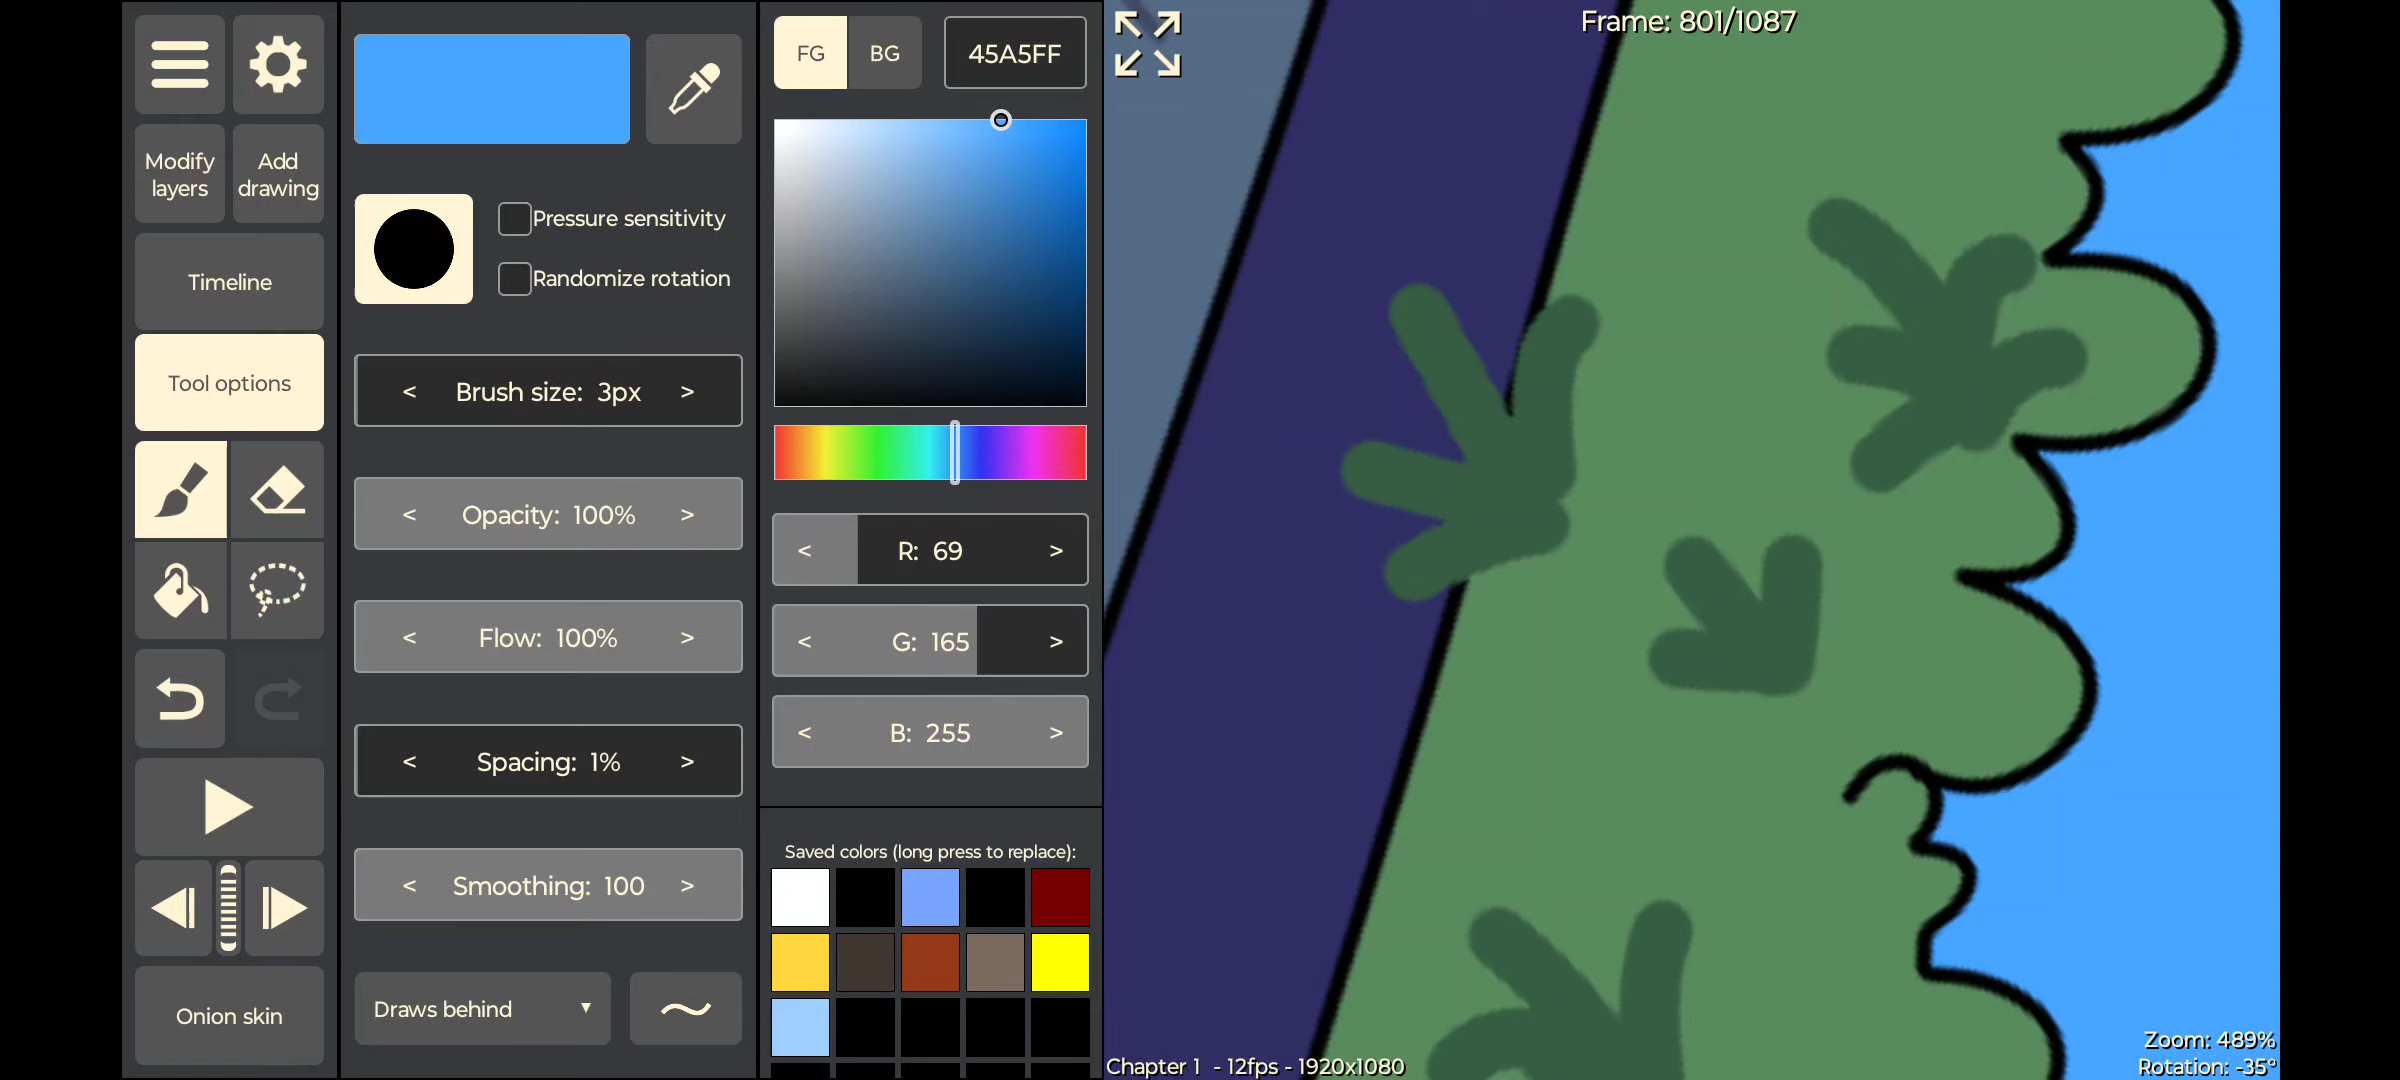 Modify
layers
Add
drawing
Timeline
Tool options
Onion skin
Pressure sensitivity
Randomize rotation
< Brush size: 3px >
< Opacity: 100% >
< Flow: 100% >
< Spacing: 1% >
< Smoothing: 100 >
Draws behind
FG BG 45A5FF
< R: 69 >
< G: 165 >
< B: 255 >
Saved colors (long press to replace):
Frame: 801/1087
Chapter 1 - 12fps - 1920x1080
Zoom: 489%
Rotation: -35°